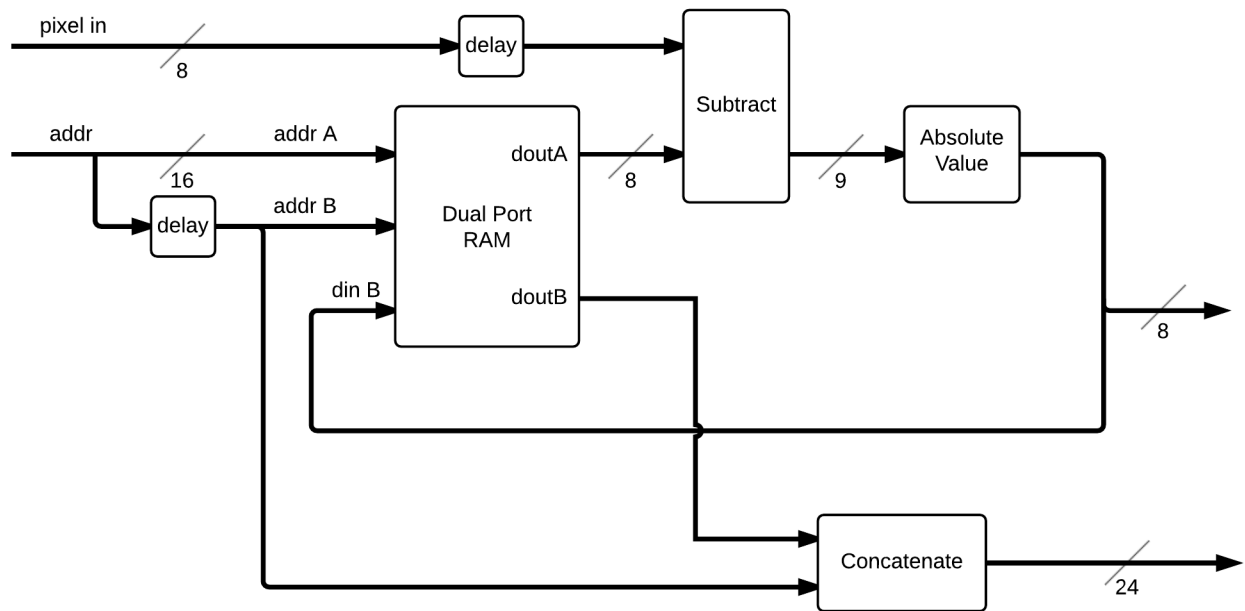 pixel in
8
delay
Subtract
addr
16
addr A
delay
addr B
din B
Dual Port
RAM
doutA
doutB
8
9
Absolute
Value
8
Concatenate
24